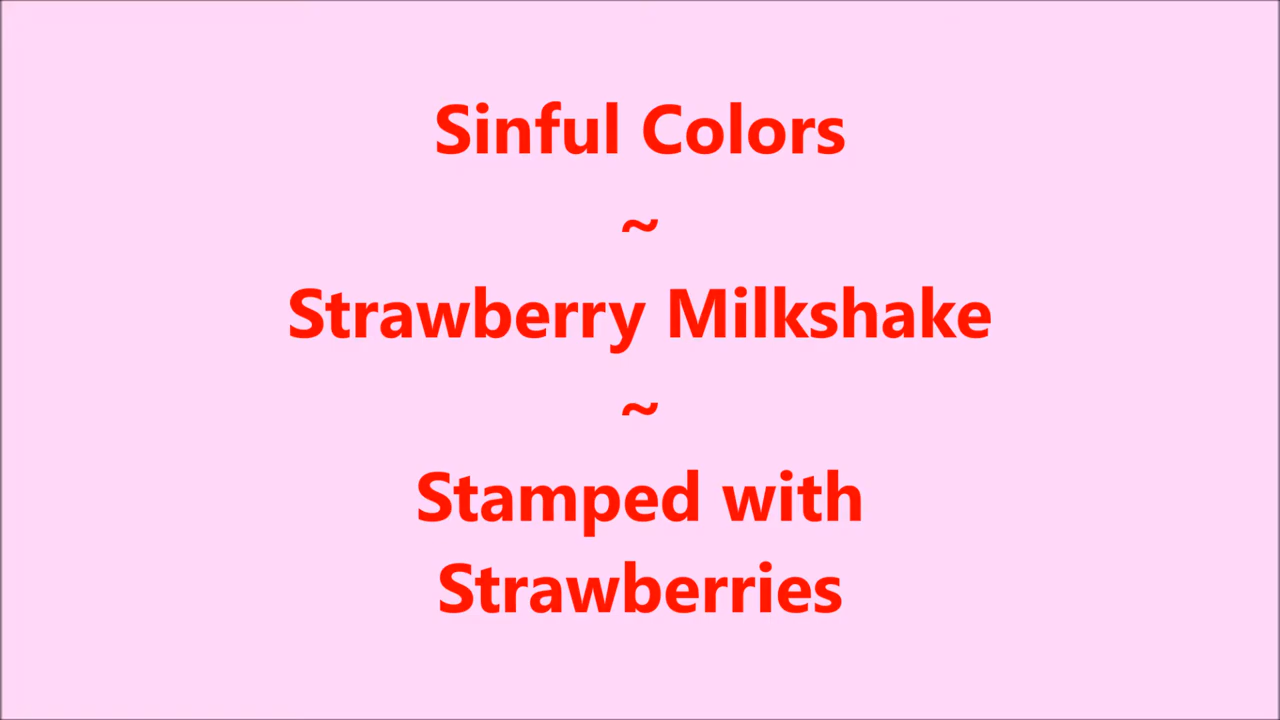 Sinful Colors
~
Strawberry Milkshake
~
Stamped with
Strawberries